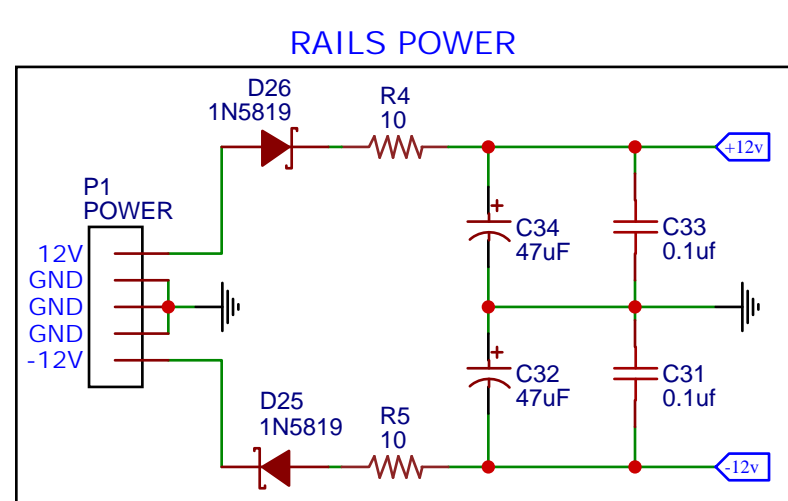 RAILS POWER
D26
1N5819
R4
10
+12v
P1
POWER
12V
GND
GND
GND
-12V
+
C34
47uF
C33
0.1uf
+
C32
47uF
C31
0.1uf
D25
1N5819
R5
10
-12v